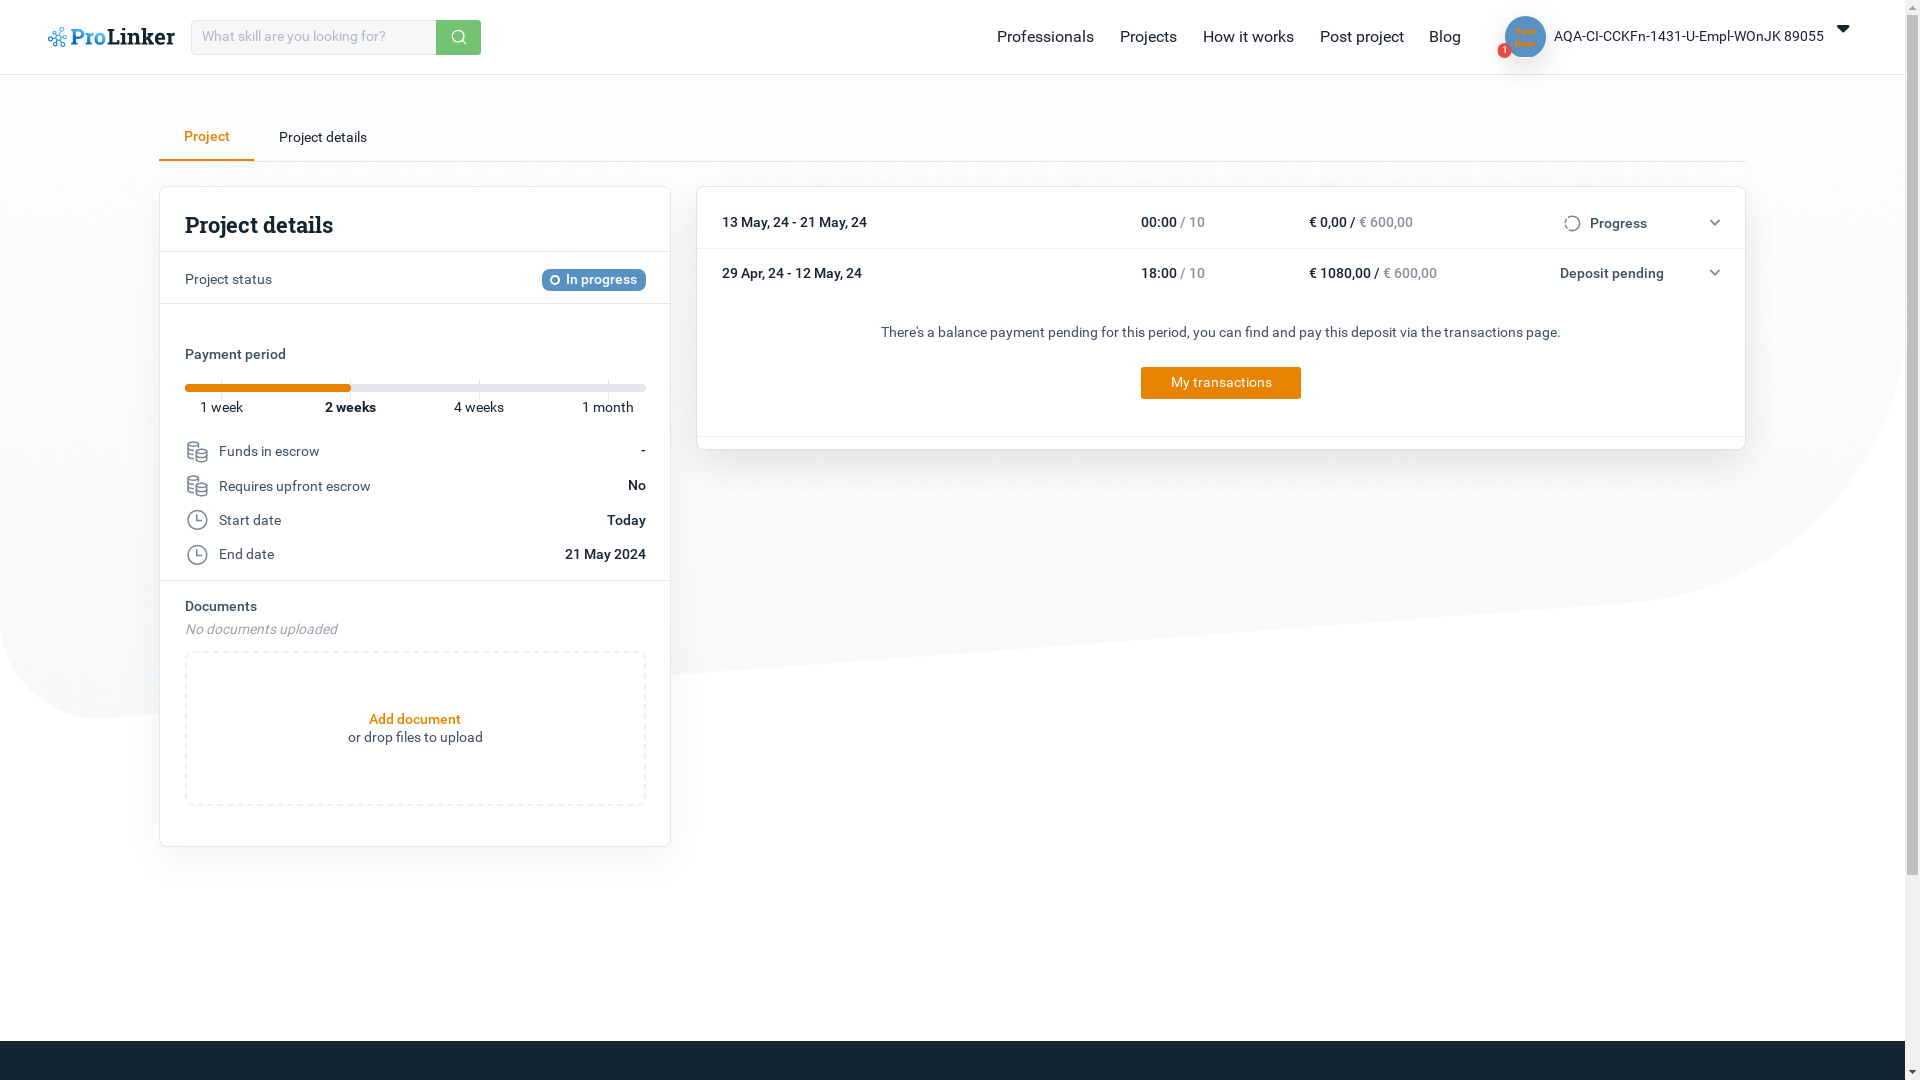 ProLinker
What skill are you looking for?
Professionals
Projects
How it works
Post project
Blog
Test
User
1
AQA-CI-CCKFn-1431-U-Empl-WOnJK 89055
Project
Project details
Project details
Project status
In progress
Payment period
1 week
2 weeks
4 weeks
1 month
Funds in escrow
-
Requires upfront escrow
No
Start date
Today
End date
21 May 2024
Documents
No documents uploaded
Add document
or drop files to upload
13 May, 24 - 21 May, 24
00:00 / 10
€ 0,00 / € 600,00
Progress
29 Apr, 24 - 12 May, 24
18:00 / 10
€ 1080,00 / € 600,00
Deposit pending
There's a balance payment pending for this period, you can find and pay this deposit via the transactions page.
My transactions